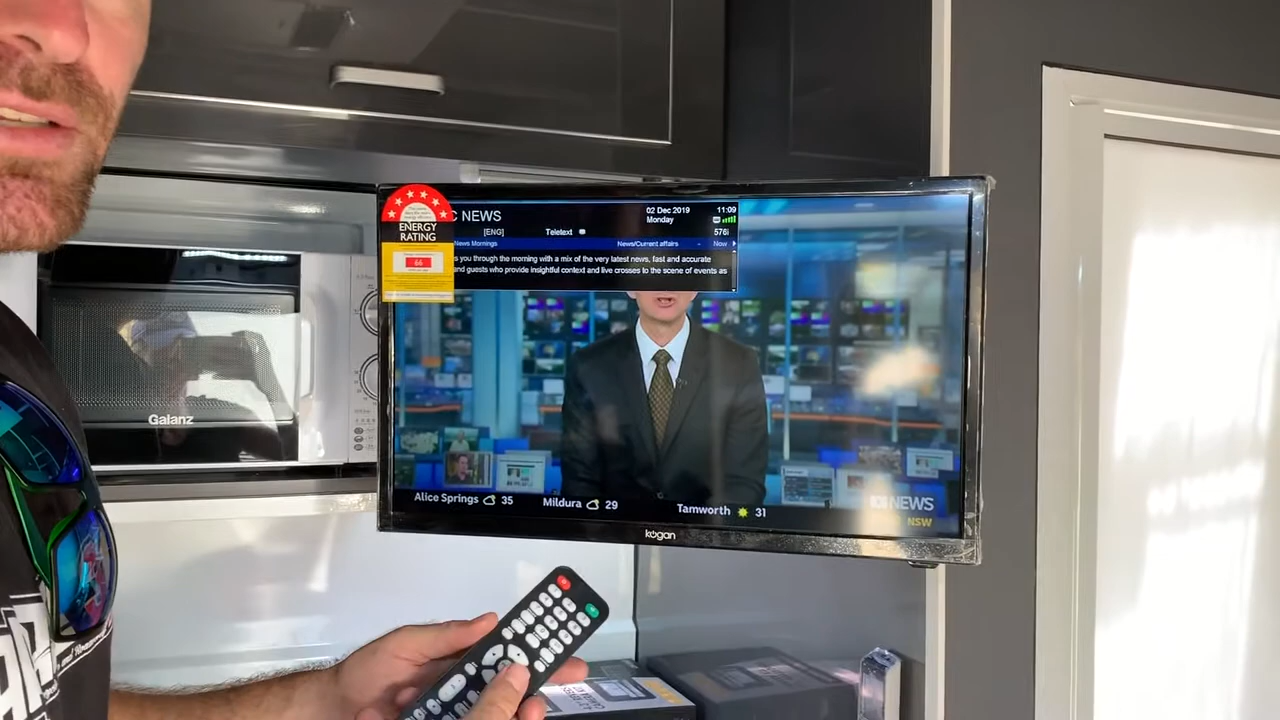 C NEWS
02 Dec 2019
11:09
Monday
[ENG]
Teletext
576i
News Mornings
News/Current affairs
-
Now
s you through the morning with a mix of the very latest news, fast and accurate
and guests who provide insightful context and live crosses to the scene of events as
ENERGY
RATING
66
Galanz
Alice Springs 35
Mildura 29
Tamworth 31
NEWS
NSW
kogan